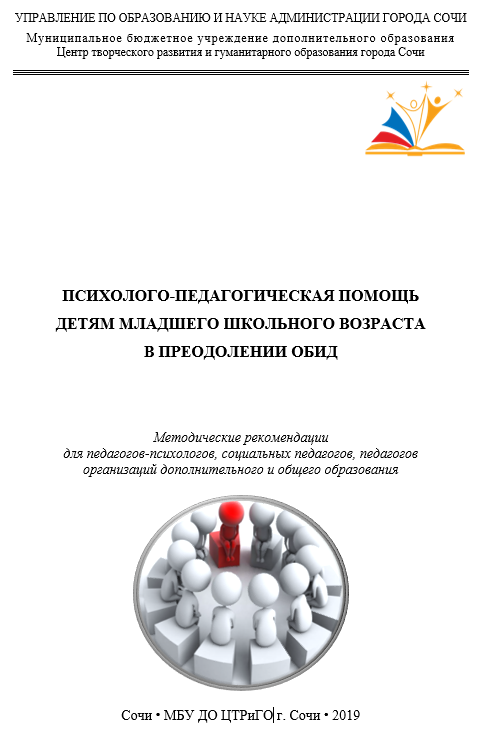 УПРАВЛЕНИЕ ПО ОБРАЗОВАНИЮ И НАУКЕ АДМИНИСТРАЦИИ ГОРОДА СОЧИ
Муниципальное бюджетное учреждение дополнительного образования
Центр творческого развития и гуманитарного образования города Сочи
ПСИХОЛОГО-ПЕДАГОГИЧЕСКАЯ ПОМОЩЬ
ДЕТЯМ МЛАДШЕГО ШКОЛЬНОГО ВОЗРАСТА
В ПРЕОДОЛЕНИИ ОБИД
Методические рекомендации
для педагогов-психологов, социальных педагогов, педагогов
организаций дополнительного и общего образования
Сочи • МБУ ДО ЦТРиГО г. Сочи • 2019